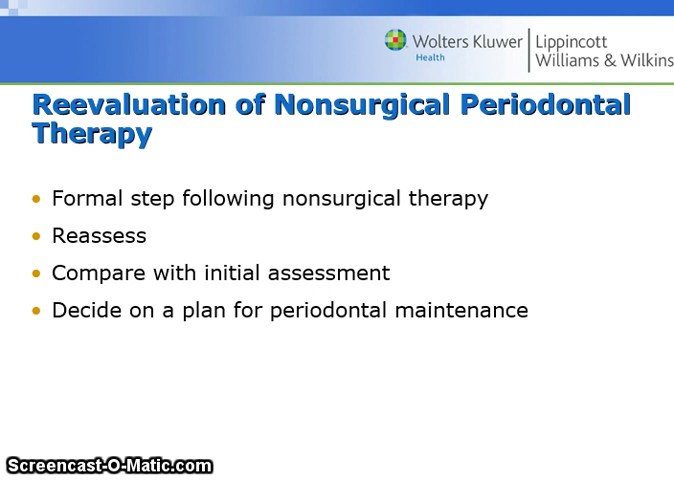 Wolters Kluwer
Health
Lippincott
Williams & Wilkins
Reevaluation of Nonsurgical Periodontal
Therapy
• Formal step following nonsurgical therapy
• Reassess
• Compare with initial assessment
• Decide on a plan for periodontal maintenance
Screencast-O-Matic.com